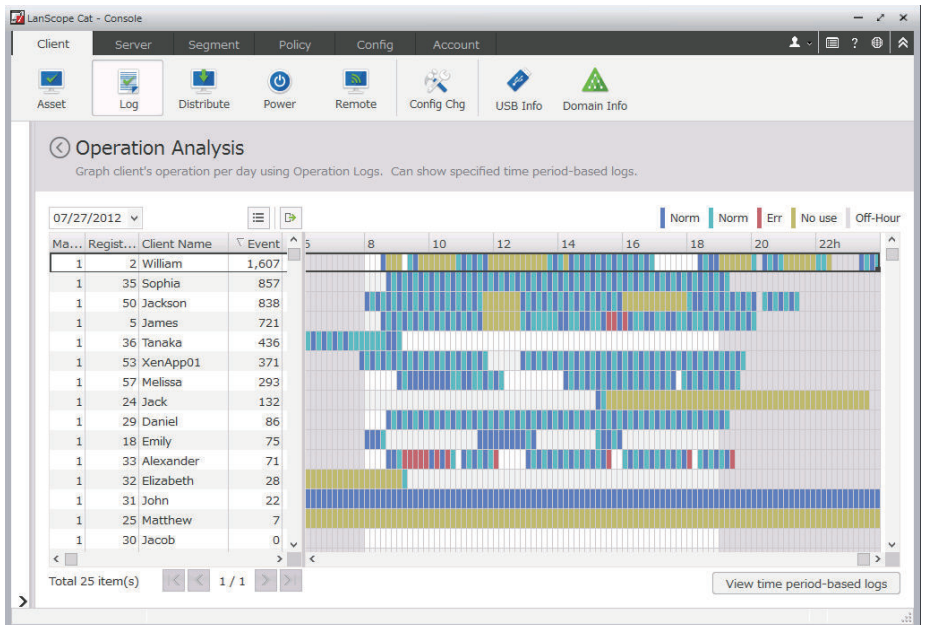 LanScope Cat - Console
Client Server Segment Policy Config Account
?
Asset Log Distribute Power Remote Config Chg USB Info Domain Info
Operation Analysis
Graph client's operation per day using Operation Logs. Can show specified time period-based logs.
07/27/2012 Norm Norm Err No use Off-Hour
Ma... Regist... Client Name Event 5 8 10 12 14 16 18 20 22h
1 2 William 1,607
1 35 Sophia 857
1 50 Jackson 838
1 5 James 721
1 36 Tanaka 436
1 53 XenApp01 371
1 57 Melissa 293
1 24 Jack 132
1 29 Daniel 86
1 18 Emily 75
1 33 Alexander 71
1 32 Elizabeth 28
1 31 John 22
1 25 Matthew 7
1 30 Jacob 0
Total 25 item(s) 1 / 1 View time period-based logs